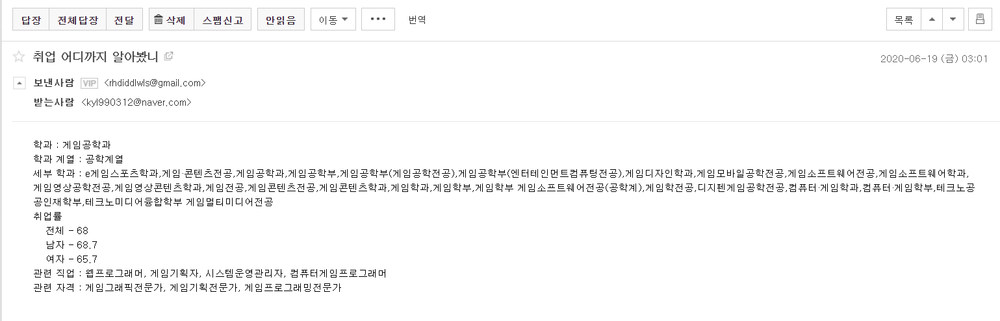 답장 전체답장 전달 삭제 스팸신고 안읽음 이동 ••• 번역 목록
취업 어디까지 알아봤니
2020-06-19 (금) 03:01
보낸사람 VIP <rhdiddlwls@gmail.com>
받는사람 <kyl990312@naver.com>
학과 : 게임공학과
학과 계열 : 공학계열
세부 학과 : e게임스포츠학과,게임·콘텐츠전공,게임공학과,게임공학부,게임공학부(게임공학전공),게임공학부(엔터테인먼트컴퓨팅전공),게임디자인학과,게임모바일공학전공,게임소프트웨어전공,게임소프트웨어학과,
게임영상공학전공,게임영상콘텐츠학과,게임전공,게임콘텐츠전공,게임콘텐츠학과,게임학과,게임학부,게임학부 게임소프트웨어전공(공학계),게임학전공,디지펜게임공학전공,컴퓨터·게임학과,컴퓨터·게임학부,테크노공
공인재학부,테크노미디어융합학부 게임멀티미디어전공
취업률
전체 - 68
남자 - 68.7
여자 - 65.7
관련 직업 : 웹프로그래머, 게임기획자, 시스템운영관리자, 컴퓨터게임프로그래머
관련 자격 : 게임그래픽전문가, 게임기획전문가, 게임프로그래밍전문가